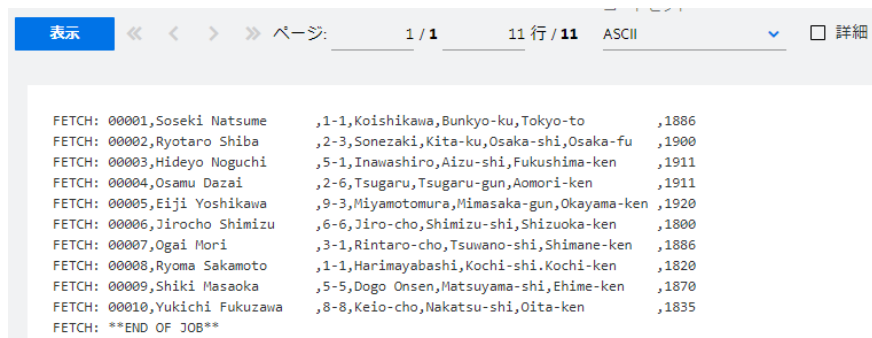 表示 ページ: 1 / 1 11 行 / 11 ASCII 詳細
FETCH: 00001,Soseki Natsume      ,1-1,Koishikawa,Bunkyo-ku,Tokyo-to         ,1886
FETCH: 00002,Ryotaro Shiba       ,2-3,Sonezaki,Kita-ku,Osaka-shi,Osaka-fu   ,1900
FETCH: 00003,Hideyo Noguchi      ,5-1,Inawashiro,Aizu-shi,Fukushima-ken     ,1911
FETCH: 00004,Osamu Dazai         ,2-6,Tsugaru,Tsugaru-gun,Aomori-ken        ,1911
FETCH: 00005,Eiji Yoshikawa      ,9-3,Miyamotomura,Mimasaka-gun,Okayama-ken ,1920
FETCH: 00006,Jirocho Shimizu     ,6-6,Jiro-cho,Shimizu-shi,Shizuoka-ken     ,1800
FETCH: 00007,Ogai Mori           ,3-1,Rintaro-cho,Tsuwano-shi,Shimane-ken   ,1886
FETCH: 00008,Ryoma Sakamoto      ,1-1,Harimayabashi,Kochi-shi.Kochi-ken     ,1820
FETCH: 00009,Shiki Masaoka       ,5-5,Dogo Onsen,Matsuyama-shi,Ehime-ken    ,1870
FETCH: 00010,Yukichi Fukuzawa    ,8-8,Keio-cho,Nakatsu-shi,Oita-ken         ,1835
FETCH: **END OF JOB**